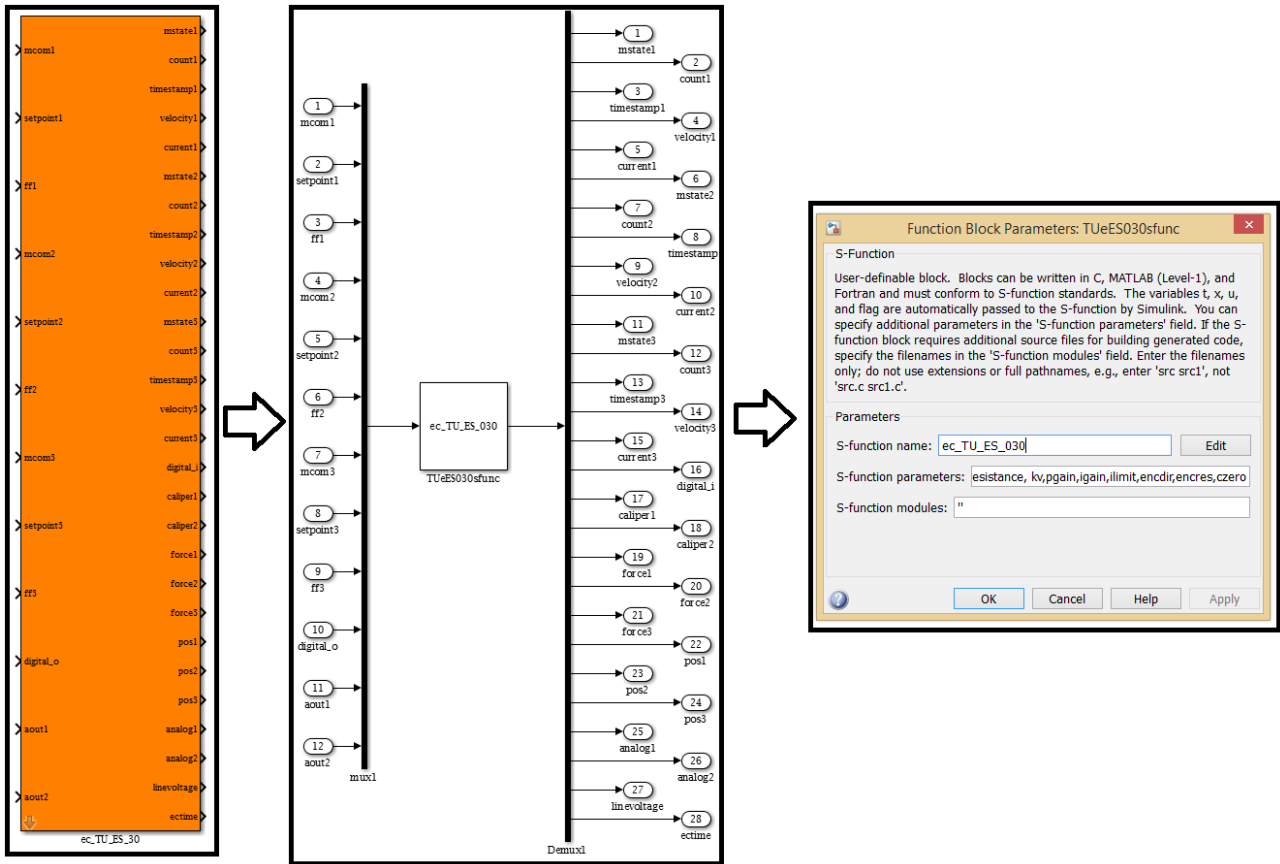 mcom1
setpoint1
ff1
mcom2
setpoint2
ff2
mcom3
setpoint3
ff3
digital_o
aout1
aout2
mstate1
count1
timestamp1
velocity1
current1
mstate2
count2
timestamp2
velocity2
current2
mstate3
count3
timestamp3
velocity3
current3
digital_i
caliper1
caliper2
force1
force2
force3
pos1
pos2
pos3
analog1
analog2
linevoltage
ectime
ec_TU_ES_30
1
mcom1
2
setpoint1
3
ff1
4
mcom2
5
setpoint2
6
ff2
7
mcom3
8
setpoint3
9
ff3
10
digital_o
11
aout1
12
aout2
mux1
ec_TU_ES_030
TUeES030sfunc
1
mstate1
2
count1
3
timestamp1
4
velocity1
5
current1
6
mstate2
7
count2
8
timestamp
9
velocity2
10
current2
11
mstate3
12
count3
13
timestamp3
14
velocity3
15
current3
16
digital_i
17
caliper1
18
caliper2
19
force1
20
force2
21
force3
22
pos1
23
pos2
24
pos3
25
analog1
26
analog2
27
linevoltage
28
ectime
Demux1
Function Block Parameters: TUeES030sfunc
S-Function
User-definable block. Blocks can be written in C, MATLAB (Level-1), and
Fortran and must conform to S-function standards. The variables t, x, u,
and flag are automatically passed to the S-function by Simulink. You can
specify additional parameters in the 'S-function parameters' field. If the S-
function block requires additional source files for building generated code,
specify the filenames in the 'S-function modules' field. Enter the filenames
only; do not use extensions or full pathnames, e.g., enter 'src src1', not
'src.c src1.c'.
Parameters
S-function name: ec_TU_ES_030 Edit
S-function parameters: esistance, kv,pgain,igain,ilimit,encdir,encres,czero
S-function modules: ''
OK Cancel Help Apply